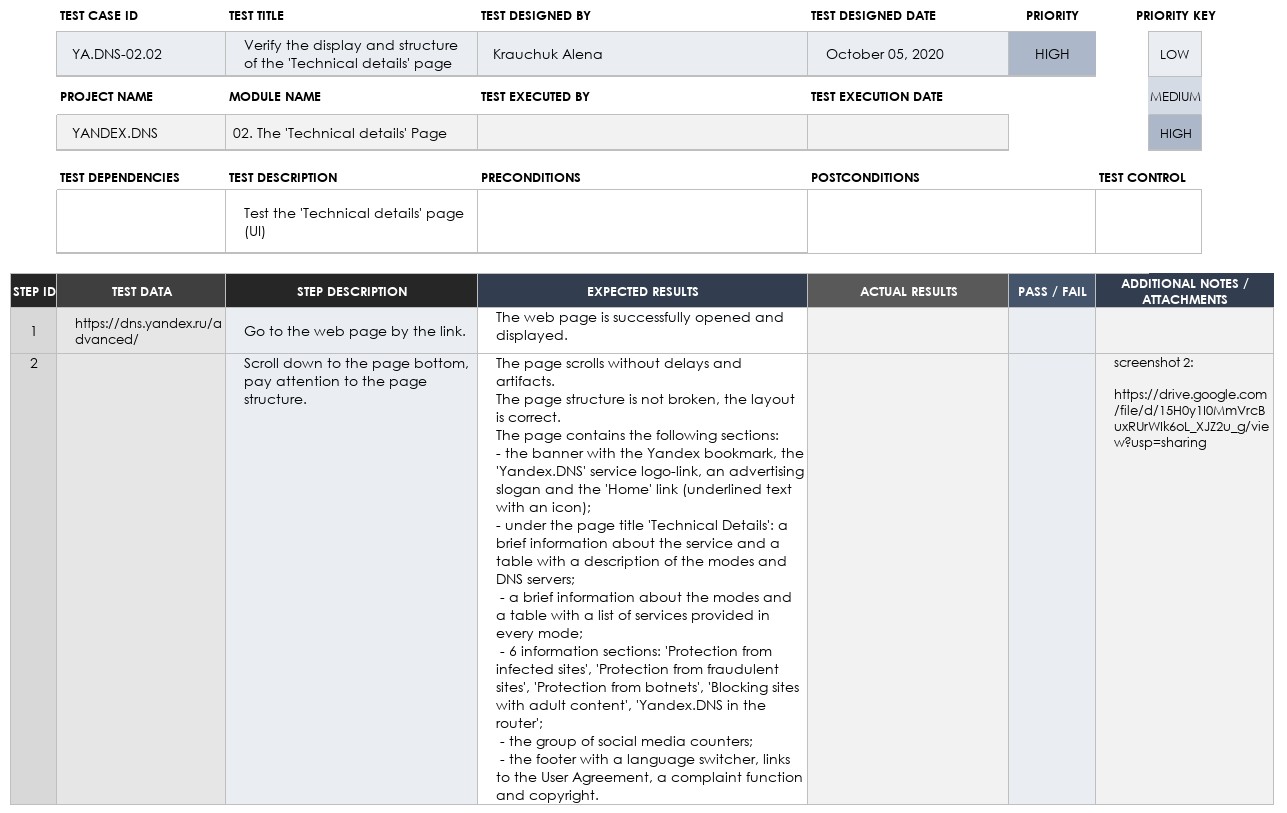 TEST CASE ID
TEST TITLE
TEST DESIGNED BY
TEST DESIGNED DATE
PRIORITY
PRIORITY KEY
YA.DNS-02.02
Verify the display and structure
of the 'Technical details' page
Krauchuk Alena
October 05, 2020
HIGH
LOW
PROJECT NAME
MODULE NAME
TEST EXECUTED BY
TEST EXECUTION DATE
MEDIUM
YANDEX.DNS
02. The 'Technical details' Page
HIGH
TEST DEPENDENCIES
TEST DESCRIPTION
PRECONDITIONS
POSTCONDITIONS
TEST CONTROL
Test the 'Technical details' page
(UI)
STEP ID
TEST DATA
STEP DESCRIPTION
EXPECTED RESULTS
ACTUAL RESULTS
PASS / FAIL
ADDITIONAL NOTES /
ATTACHMENTS
1
https://dns.yandex.ru/a
dvanced/
Go to the web page by the link.
The web page is successfully opened and
displayed.
2
Scroll down to the page bottom,
pay attention to the page
structure.
The page scrolls without delays and
artifacts.
The page structure is not broken, the layout
is correct.
The page contains the following sections:
- the banner with the Yandex bookmark, the
'Yandex.DNS' service logo-link, an advertising
slogan and the 'Home' link (underlined text
with an icon);
- under the page title 'Technical Details': a
brief information about the service and a
table with a description of the modes and
DNS servers;
- a brief information about the modes and
a table with a list of services provided in
every mode;
- 6 information sections: 'Protection from
infected sites', 'Protection from fraudulent
sites', 'Protection from botnets', 'Blocking sites
with adult content', 'Yandex.DNS in the
router';
- the group of social media counters;
- the footer with a language switcher, links
to the User Agreement, a complaint function
and copyright.
screenshot 2:
https://drive.google.com
/file/d/15H0y1I0MmVrcB
uxRUrWIk6oL_XJZ2u_g/vie
w?usp=sharing